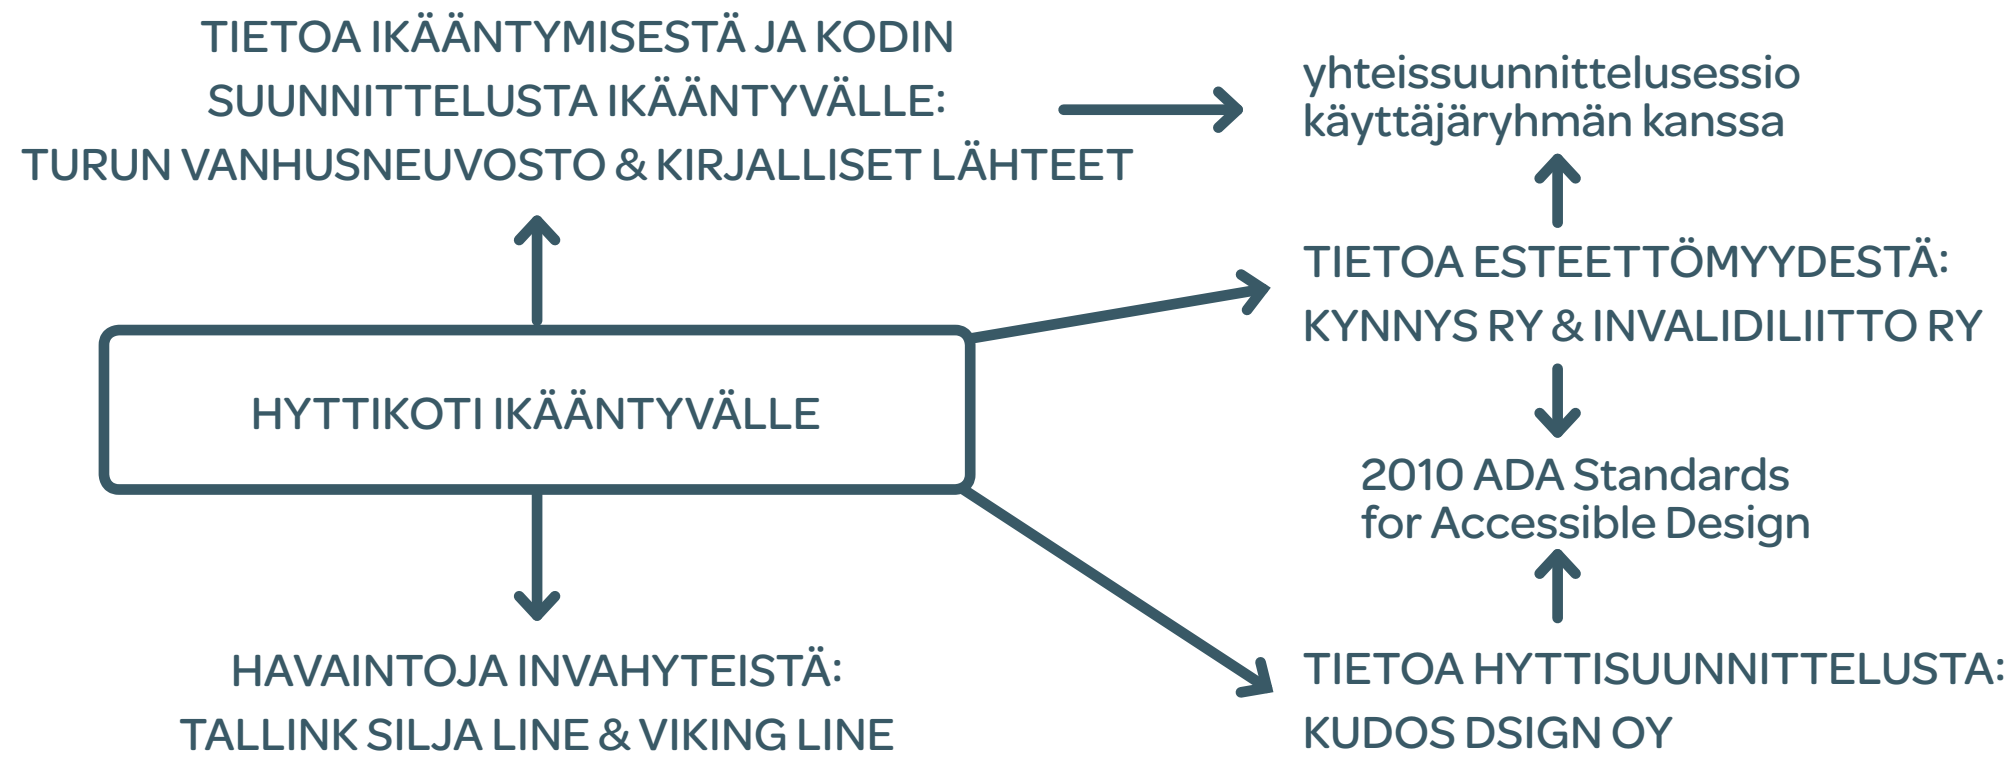 TIETOA IKÄÄNTYMISESTÄ JA KODIN
SUUNNITTELUSTA IKÄÄNTYVÄLLE:
TURUN VANHUSNEUVOSTO & KIRJALLISET LÄHTEET
yhteissuunnittelusessio
käyttäjäryhmän kanssa
TIETOA ESTEETTÖMYYDESTÄ:
KYNNYS RY & INVALIDILIITTO RY
HYTTIKOTI IKÄÄNTYVÄLLE
2010 ADA Standards
for Accessible Design
HAVAINTOJA INVAHYTEISTÄ:
TALLINK SILJA LINE & VIKING LINE
TIETOA HYTTISUUNNITTELUSTA:
KUDOS DSIGN OY